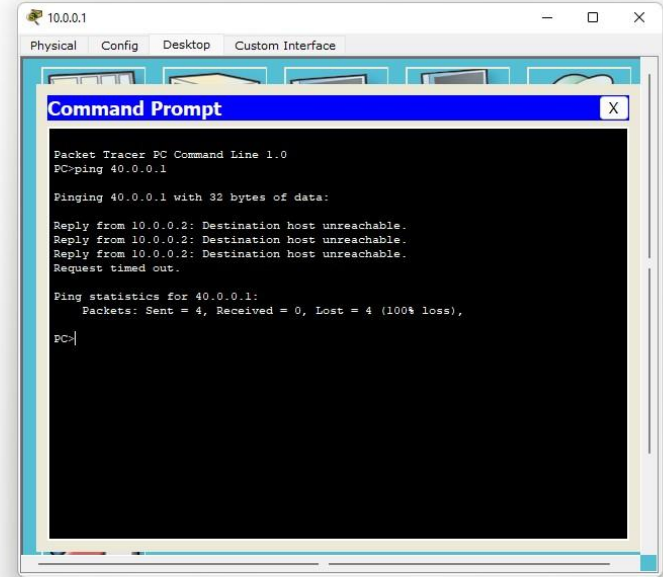 10.0.0.1
Physical Config Desktop Custom Interface
Command Prompt X
Packet Tracer PC Command Line 1.0
PC>ping 40.0.0.1
Pinging 40.0.0.1 with 32 bytes of data:
Reply from 10.0.0.2: Destination host unreachable.
Reply from 10.0.0.2: Destination host unreachable.
Reply from 10.0.0.2: Destination host unreachable.
Request timed out.
Ping statistics for 40.0.0.1:
Packets: Sent = 4, Received = 0, Lost = 4 (100% loss),
PC>